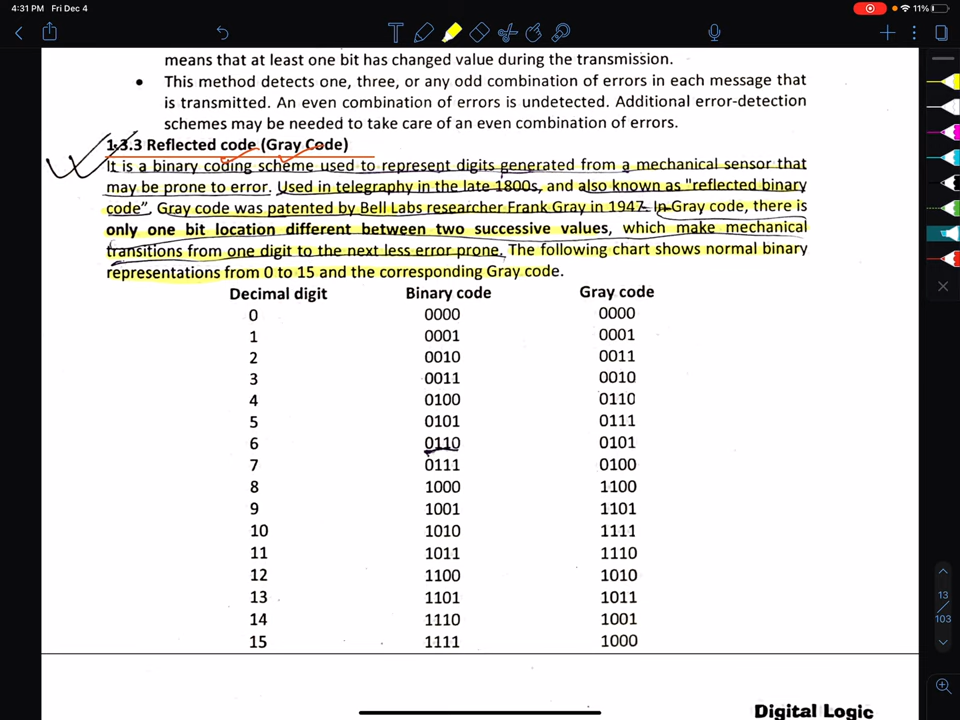 4:31 PM Fri Dec 4
11%
means that at least one bit has changed value during the transmission.
• This method detects one, three, or any odd combination of errors in each message that
is transmitted. An even combination of errors is undetected. Additional error-detection
schemes may be needed to take care of an even combination of errors.
1.3.3 Reflected code (Gray Code)
It is a binary coding scheme used to represent digits generated from a mechanical sensor that
may be prone to error. Used in telegraphy in the late 1800s, and also known as "reflected binary
code". Gray code was patented by Bell Labs researcher Frank Gray in 1947. In Gray code, there is
only one bit location different between two successive values, which make mechanical
transitions from one digit to the next less error prone. The following chart shows normal binary
representations from 0 to 15 and the corresponding Gray code.
Decimal digit Binary code Gray code
0 0000 0000
1 0001 0001
2 0010 0011
3 0011 0010
4 0100 0110
5 0101 0111
6 0110 0101
7 0111 0100
8 1000 1100
9 1001 1101
10 1010 1111
11 1011 1110
12 1100 1010
13 1101 1011
14 1110 1001
15 1111 1000
13
103
Digital Logic